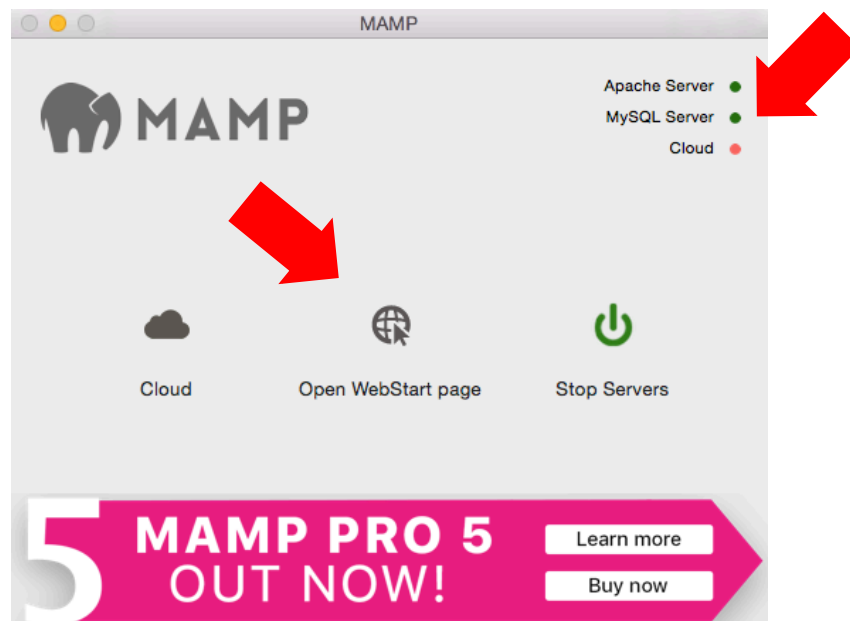 MAMP
MAMP
Apache Server
MySQL Server
Cloud
Cloud
Open WebStart page
Stop Servers
5
MAMP PRO 5
OUT NOW!
Learn more
Buy now